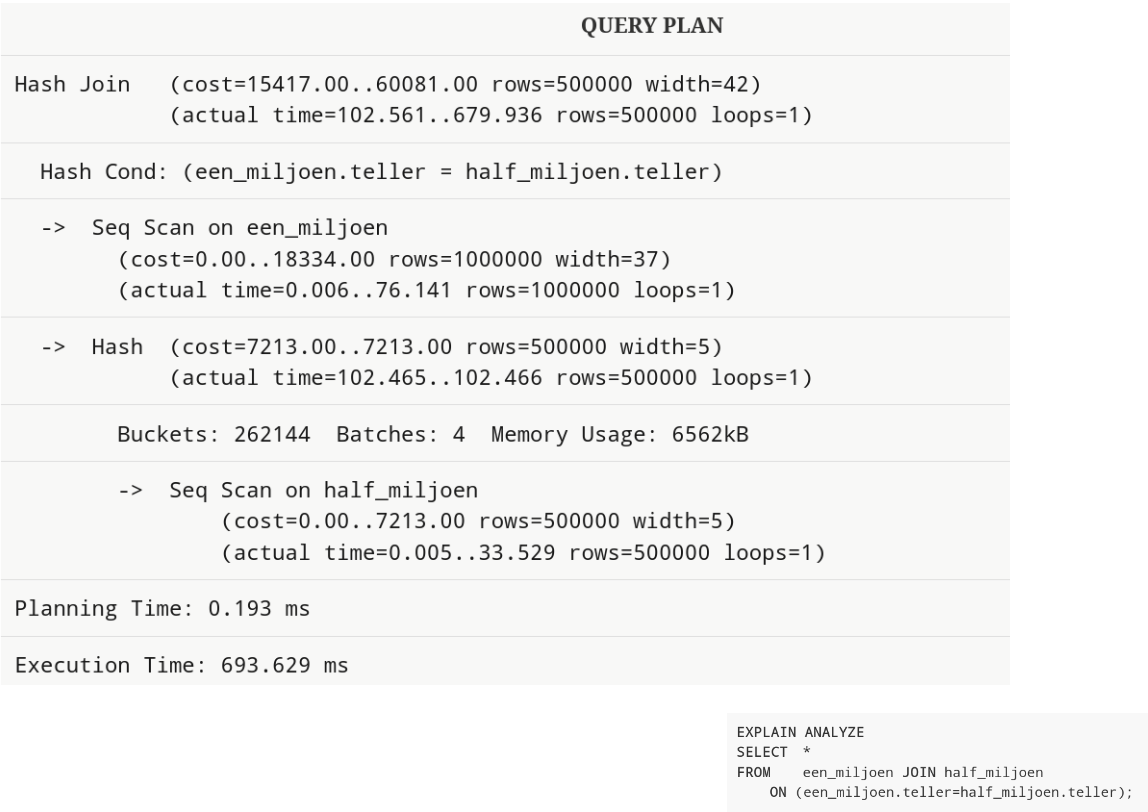 QUERY PLAN
Hash Join   (cost=15417.00..60081.00 rows=500000 width=42)
            (actual time=102.561..679.936 rows=500000 loops=1)
  Hash Cond: (een_miljoen.teller = half_miljoen.teller)
  ->  Seq Scan on een_miljoen
        (cost=0.00..18334.00 rows=1000000 width=37)
        (actual time=0.006..76.141 rows=1000000 loops=1)
  ->  Hash  (cost=7213.00..7213.00 rows=500000 width=5)
            (actual time=102.465..102.466 rows=500000 loops=1)
        Buckets: 262144  Batches: 4  Memory Usage: 6562kB
        ->  Seq Scan on half_miljoen
                (cost=0.00..7213.00 rows=500000 width=5)
                (actual time=0.005..33.529 rows=500000 loops=1)
Planning Time: 0.193 ms
Execution Time: 693.629 ms
EXPLAIN ANALYZE
SELECT  *
FROM    een_miljoen JOIN half_miljoen
    ON (een_miljoen.teller=half_miljoen.teller);